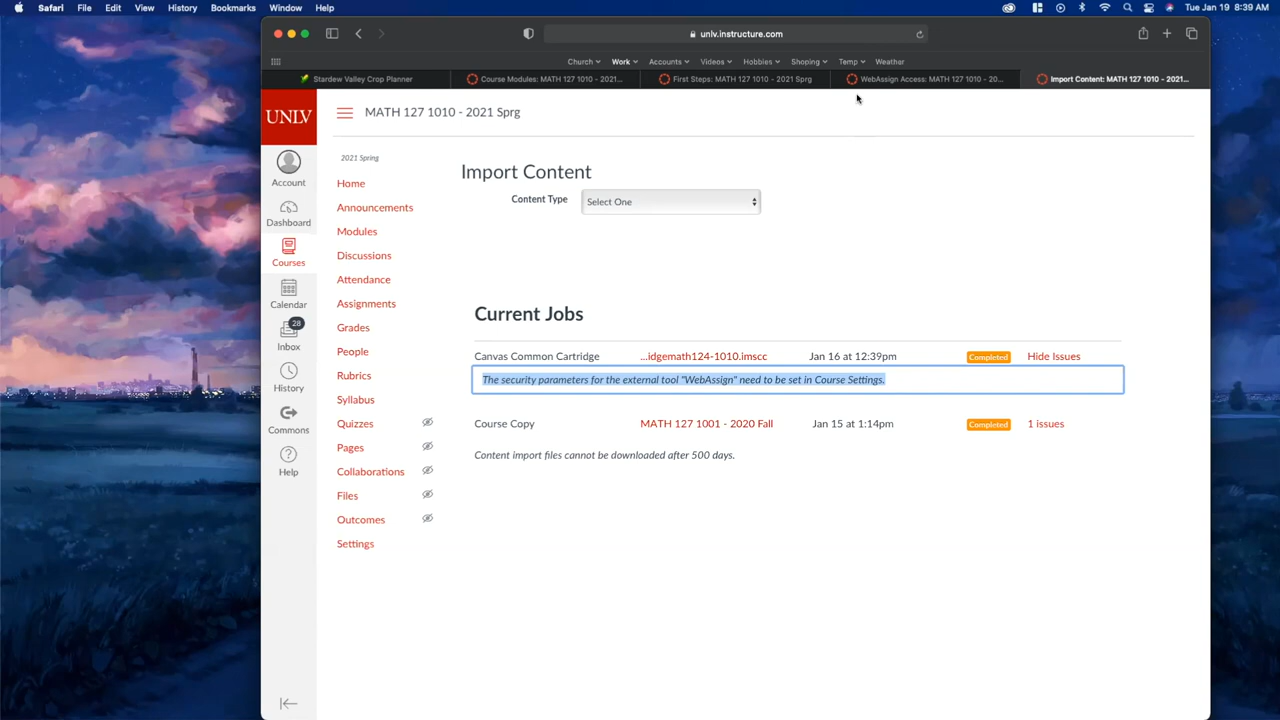 Safari File Edit View History Bookmarks Window Help Tue Jan 19 8:39 AM
univ.instructure.com
Church Work Accounts Videos Hobbies Shoping Temp Weather
Stardew Valley Crop Planner
Course Modules: MATH 127 1010 - 2021...
First Steps: MATH 127 1010 - 2021 Sprg
WebAssign Access: MATH 127 1010 - 20...
Import Content: MATH 127 1010 - 2021...
UNLV
MATH 127 1010 - 2021 Sprg
Account
Dashboard
Courses
Calendar
28
Inbox
History
Commons
Help
2021 Spring
Home
Announcements
Modules
Discussions
Attendance
Assignments
Grades
People
Rubrics
Syllabus
Quizzes
Pages
Collaborations
Files
Outcomes
Settings
Import Content
Content Type Select One
Current Jobs
Canvas Common Cartridge ...idgemath124-1010.imscc Jan 16 at 12:39pm Completed Hide Issues
The security parameters for the external tool "WebAssign" need to be set in Course Settings.
Course Copy MATH 127 1001 - 2020 Fall Jan 15 at 1:14pm Completed 1 issues
Content import files cannot be downloaded after 500 days.